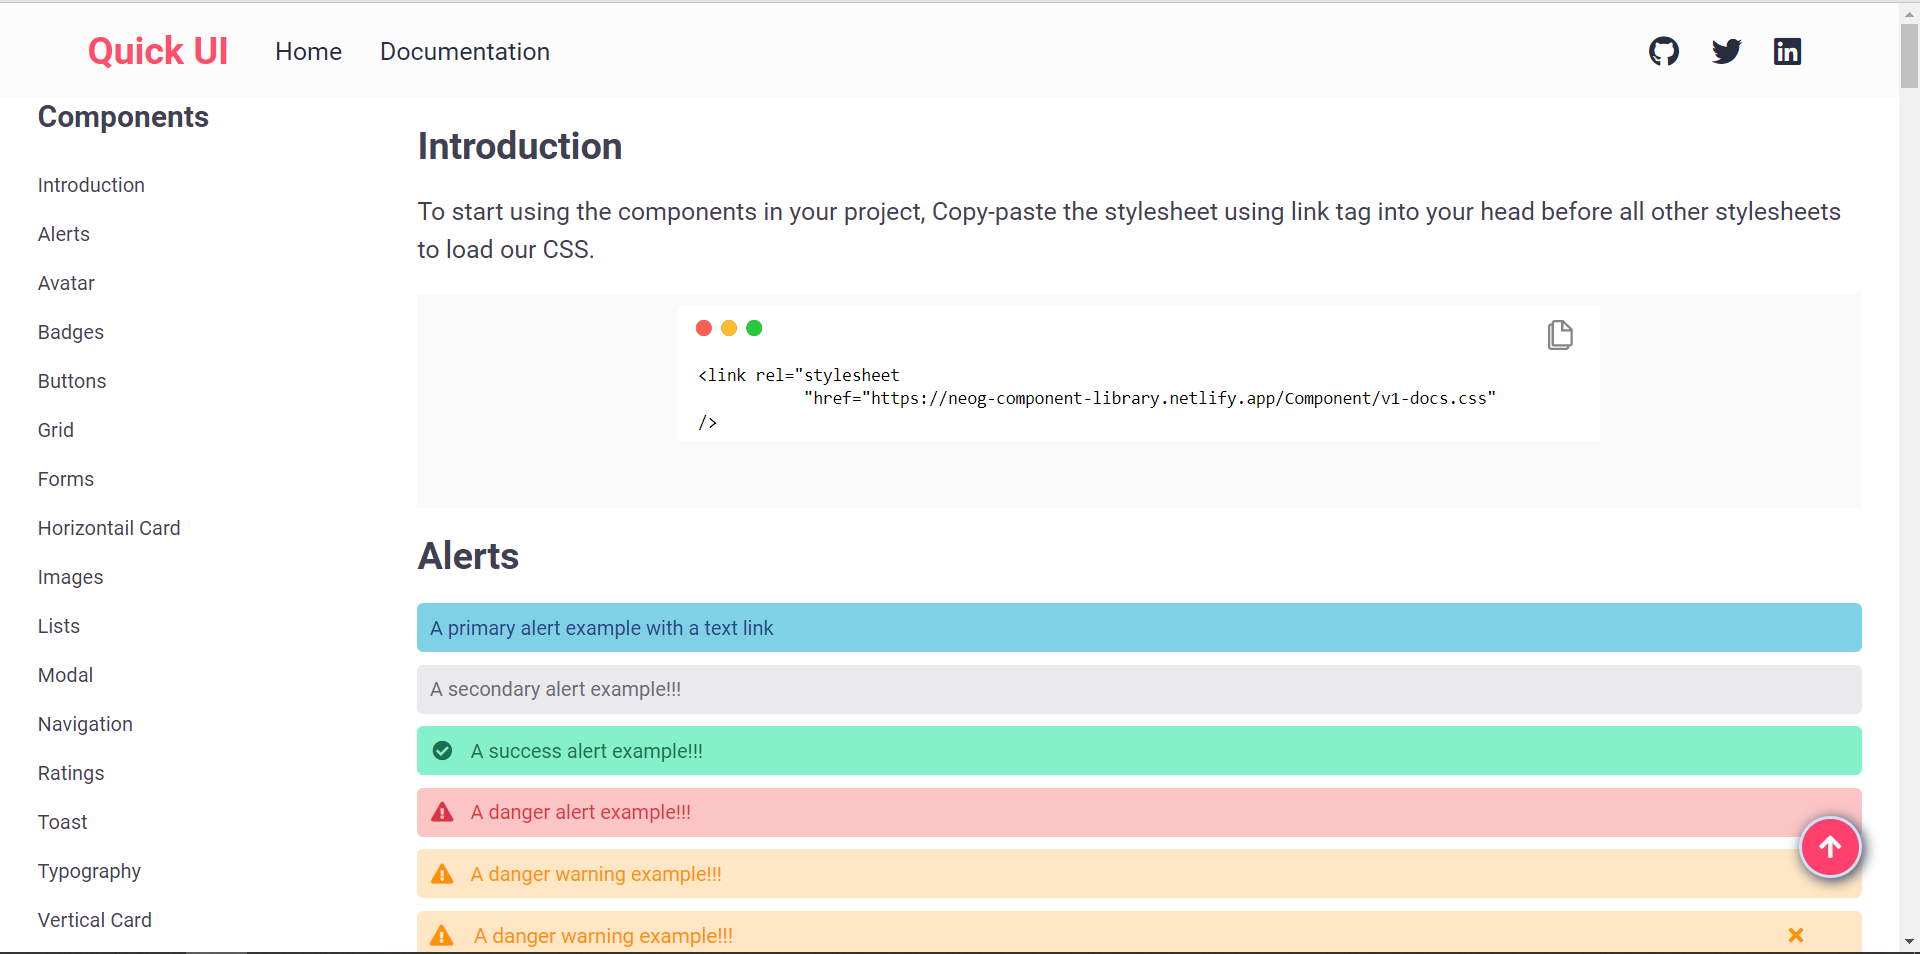 Quick UI Home Documentation
Components
Introduction
Alerts
Avatar
Badges
Buttons
Grid
Forms
Horizontail Card
Images
Lists
Modal
Navigation
Ratings
Toast
Typography
Vertical Card
Introduction
To start using the components in your project, Copy-paste the stylesheet using link tag into your head before all other stylesheets
to load our CSS.
<link rel="stylesheet
"href="https://neog-component-library.netlify.app/Component/v1-docs.css"
/>
Alerts
A primary alert example with a text link
A secondary alert example!!!
A success alert example!!!
A danger alert example!!!
A danger warning example!!!
A danger warning example!!!